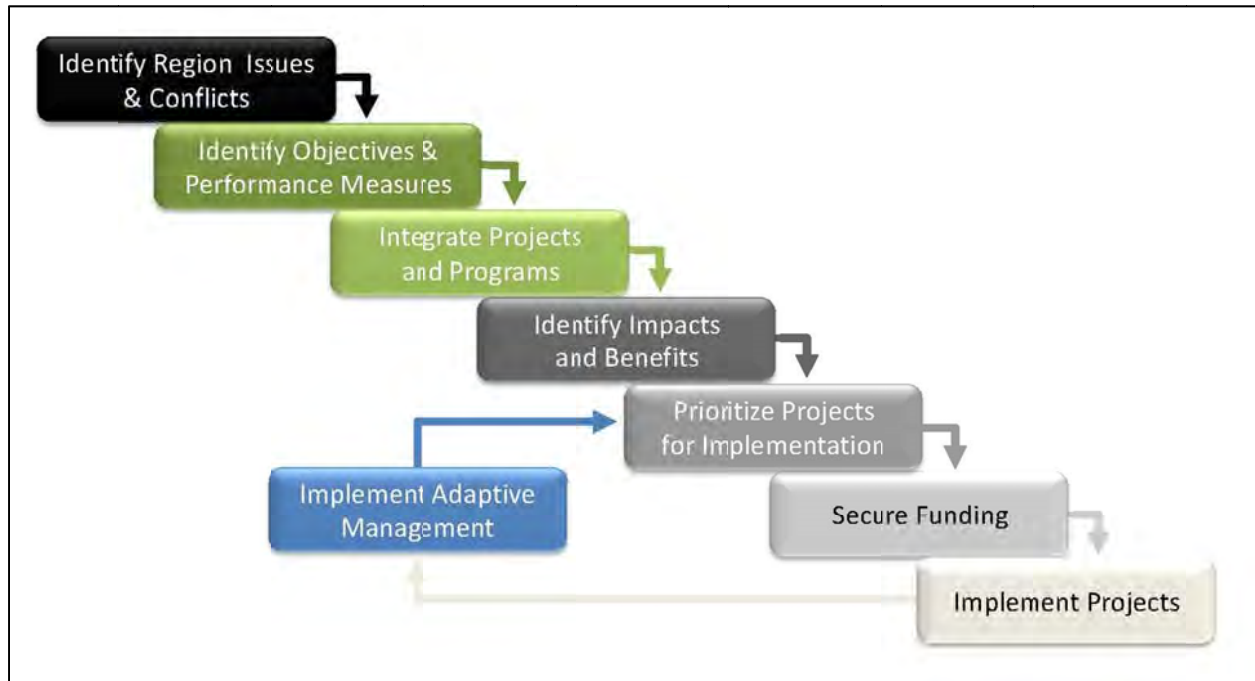 Identify Region Issues
& Conflicts
Identify Objectives &
Performance Measures
Integrate Projects
and Programs
Identify Impacts
and Benefits
Prioritize Projects
for Implementation
Implement Adaptive
Management
Secure Funding
Implement Projects